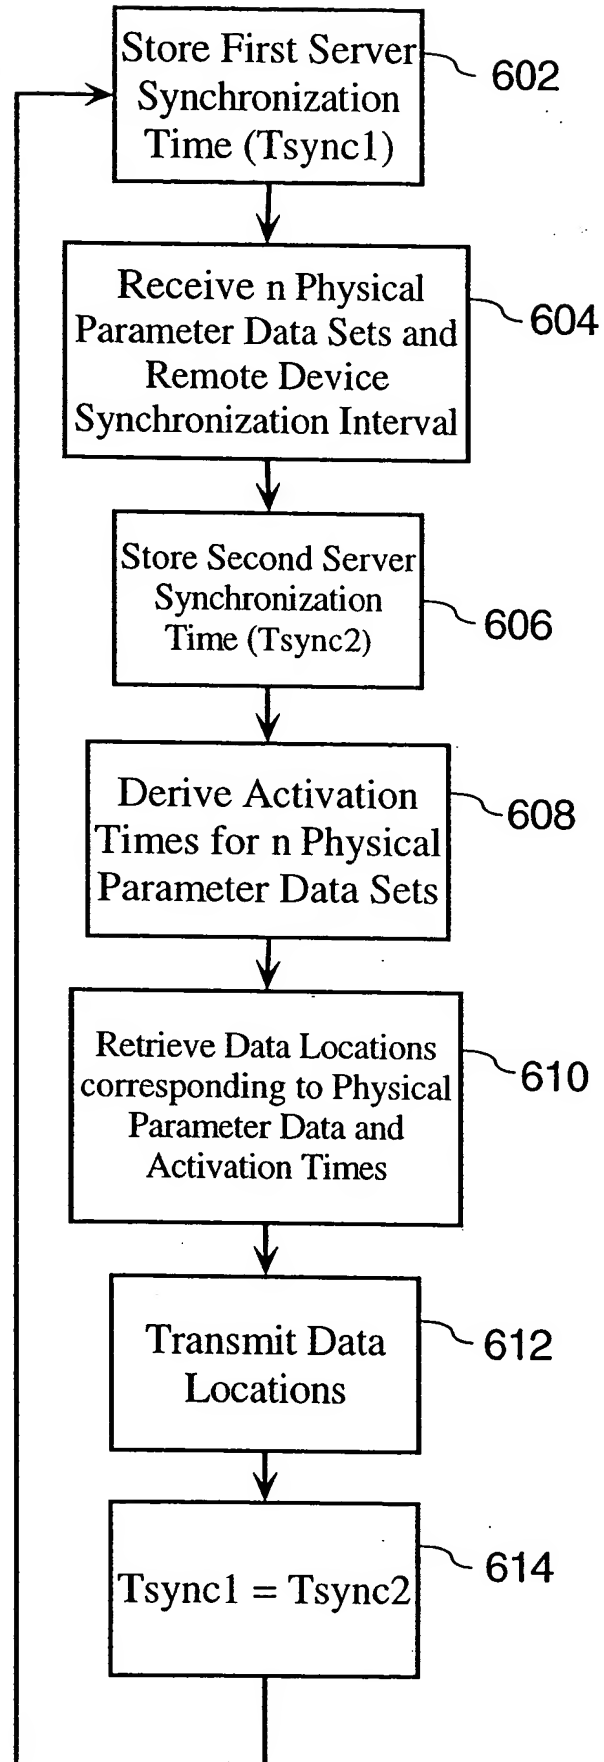 Store First Server
Synchronization
Time (Tsync1)
602
Receive n Physical
Parameter Data Sets and
Remote Device
Synchronization Interval
604
Store Second Server
Synchronization
Time (Tsync2)
606
Derive Activation
Times for n Physical
Parameter Data Sets
608
Retrieve Data Locations
corresponding to Physical
Parameter Data and
Activation Times
610
Transmit Data
Locations
612
Tsync1 = Tsync2
614